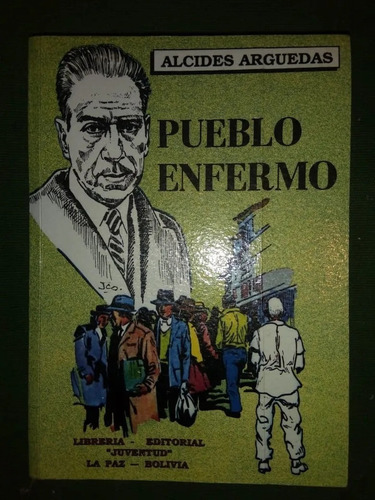 ALCIDES ARGUEDAS
PUEBLO
ENFERMO
LIBRERIA - EDITORIAL
"JUVENTUD"
LA PAZ - BOLIVIA